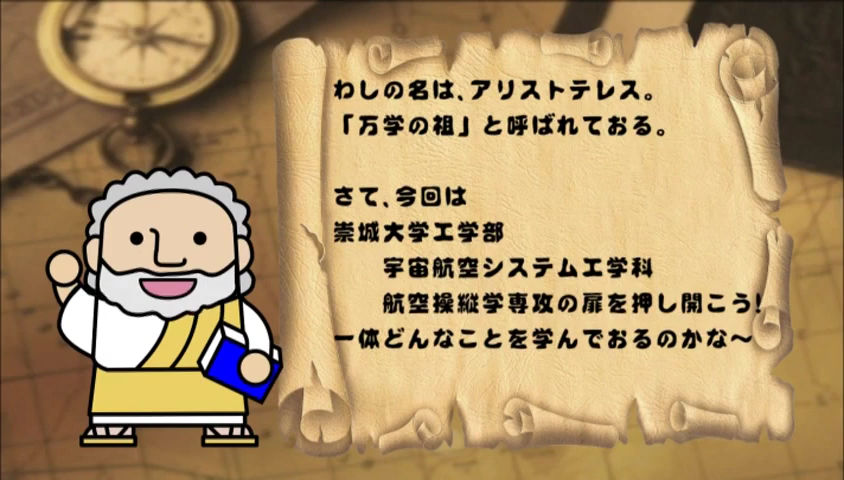 わしの名は、アリストテレス。
「万学の祖」と呼ばれておる。
さて、今回は
崇城大学工学部
宇宙航空システム工学科
航空操縦学専攻の扉を押し開こう!
一体どんなことを学んでおるのかな〜